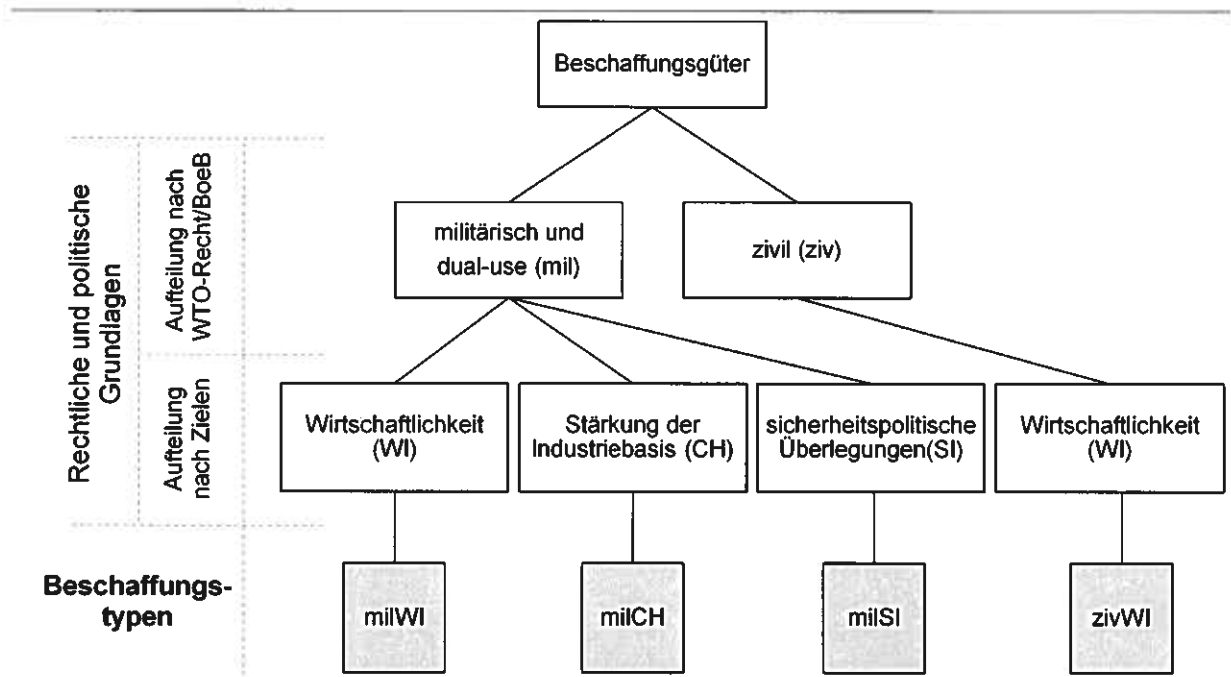 Beschaffungsgüter
Rechtliche und politische
Grundlagen
Aufteilung nach
WTO-Recht/BoeB
militärisch und
dual-use (mil)
zivil (ziv)
Aufteilung
nach Zielen
Wirtschaftlichkeit
(WI)
Stärkung der
Industriebasis (CH)
sicherheitspolitische
Überlegungen(SI)
Wirtschaftlichkeit
(WI)
Beschaffungs-
typen
milWI
milCH
milSI
zivWI